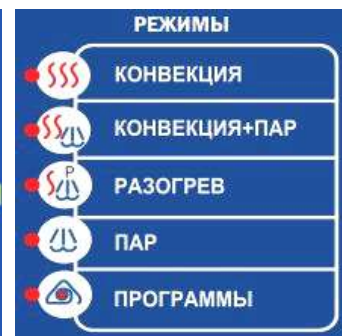 РЕЖИМЫ
КОНВЕКЦИЯ
КОНВЕКЦИЯ+ПАР
P
РАЗОГРЕВ
ПАР
ПРОГРАММЫ